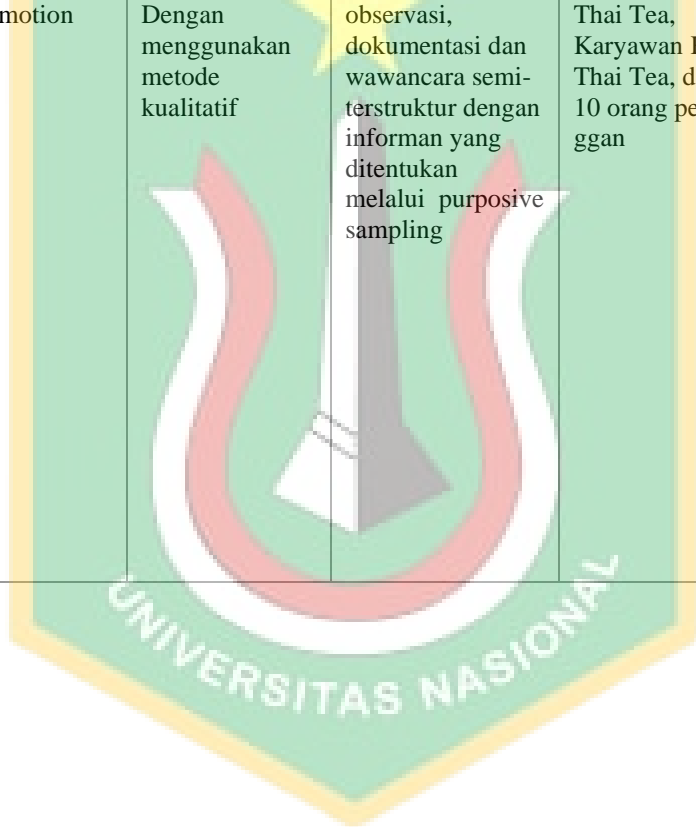 motion
Dengan
menggunakan
metode
kualitatif
observasi,
dokumentasi dan
wawancara semi-
terstruktur dengan
informan yang
ditentukan
melalui purposive
sampling
Thai Tea,
Karyawan
Thai Tea,
10 orang
ggan
UNIVERSITAS NASIONAL